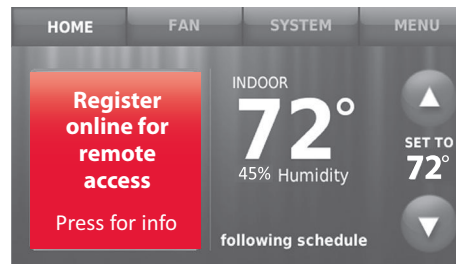 HOME FAN SYSTEM MENU
Register
online for
remote
access
Press for info
INDOOR
72°
45% Humidity
following schedule
SET TO
72°